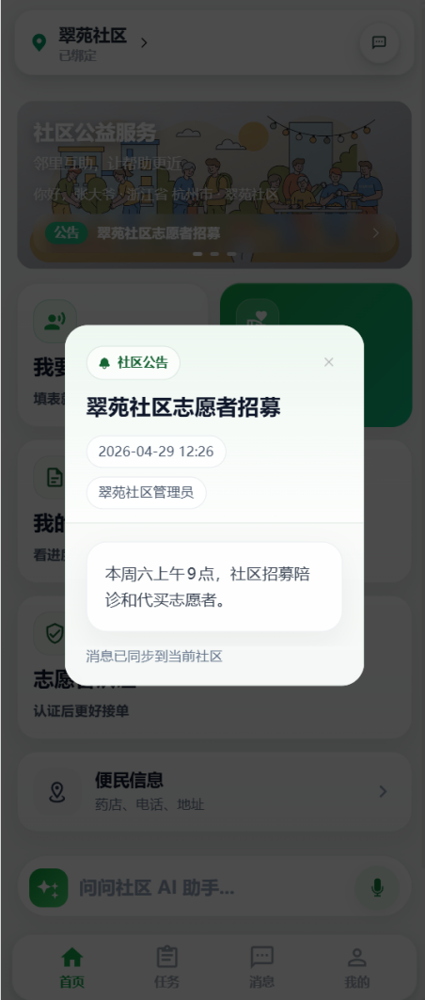 翠苑社区
已绑定
社区公益服务
邻里互助，让帮助更近
你好，张大爷 · 浙江省 杭州市 · 翠苑社区
公告 翠苑社区志愿者招募
我要
填表
社区公告
翠苑社区志愿者招募
2026-04-29 12:26
翠苑社区管理员
本周六上午9点，社区招募陪
诊和代买志愿者。
消息已同步到当前社区
我的
看进
志愿者
认证后更好接单
便民信息
药店、电话、地址
问问社区 AI 助手...
首页 任务 消息 我的